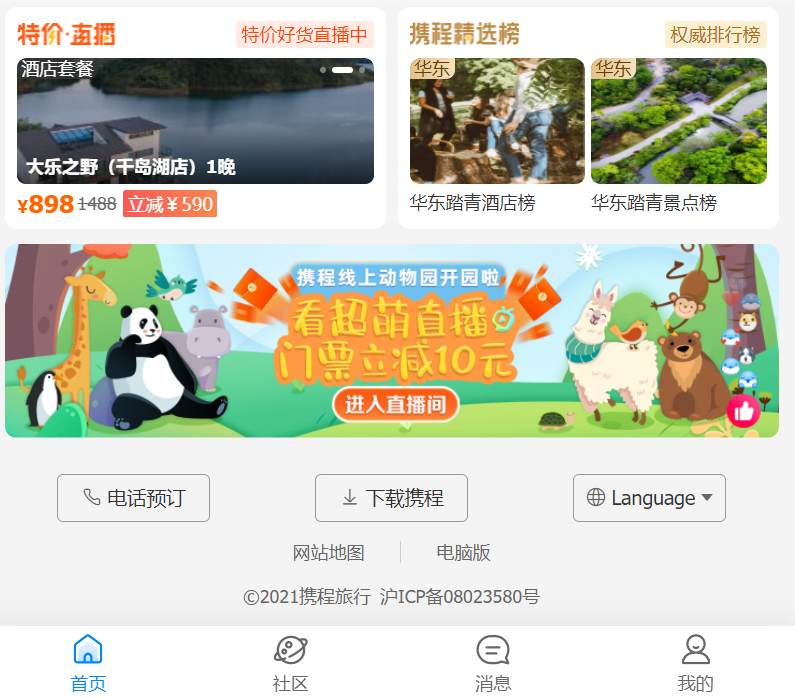 特价·直播
特价好货直播中
酒店套餐
大乐之野（千岛湖店）1晚
¥898 1488 立减￥590
携程精选榜
权威排行榜
华东
华东
华东踏青酒店榜
华东踏青景点榜
携程线上动物园开园啦
看超萌直播
门票立减10元
进入直播间
电话预订
下载携程
Language
网站地图
电脑版
©2021携程旅行 沪ICP备08023580号
首页
社区
消息
我的